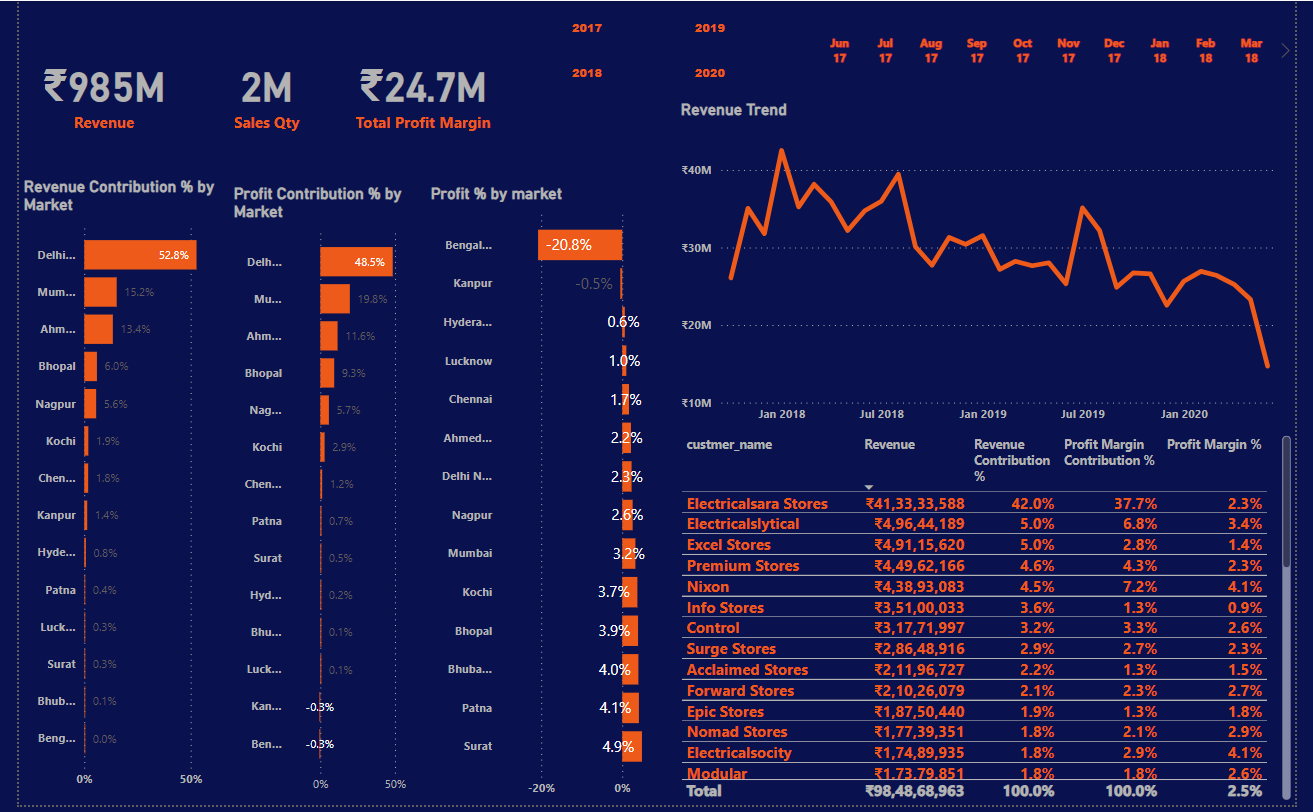 2017
2019
Jun 17
Jul 17
Aug 17
Sep 17
Oct 17
Nov 17
Dec 17
Jan 18
Feb 18
Mar 18
2018
2020
₹985M
2M
₹24.7M
Revenue
Sales Qty
Total Profit Margin
Revenue Contribution % by
Market
Delhi... 52.8%
Mum... 15.2%
Ahm... 13.4%
Bhopal 6.0%
Nagpur 5.6%
Kochi 1.9%
Chen... 1.8%
Kanpur 1.4%
Hyde... 0.8%
Patna 0.4%
Luck... 0.3%
Surat 0.3%
Bhub... 0.1%
Beng... 0.0%
0% 50%
Profit Contribution % by
Market
Delh... 48.5%
Mu... 19.8%
Ahm... 11.6%
Bhopal 9.3%
Nag... 5.7%
Kochi 2.9%
Chen... 1.2%
Patna 0.7%
Surat 0.5%
Hyd... 0.2%
Bhu... 0.1%
Luck... 0.1%
Kan... -0.3%
Ben... -0.3%
0% 50%
Profit % by market
Bengal... -20.8%
Kanpur -0.5%
Hydera... 0.6%
Lucknow 1.0%
Chennai 1.7%
Ahmed... 2.2%
Delhi N... 2.3%
Nagpur 2.6%
Mumbai 3.2%
Kochi 3.7%
Bhopal 3.9%
Bhuba... 4.0%
Patna 4.1%
Surat 4.9%
-20% 0%
Revenue Trend
₹40M
₹30M
₹20M
₹10M
Jan 2018 Jul 2018 Jan 2019 Jul 2019 Jan 2020
custmer_name Revenue Revenue Contribution % Profit Margin Contribution % Profit Margin %
Electricalsara Stores ₹41,33,33,588 42.0% 37.7% 2.3%
Electricalslytical ₹4,96,44,189 5.0% 6.8% 3.4%
Excel Stores ₹4,91,15,620 5.0% 2.8% 1.4%
Premium Stores ₹4,49,62,166 4.6% 4.3% 2.3%
Nixon ₹4,38,93,083 4.5% 7.2% 4.1%
Info Stores ₹3,51,00,033 3.6% 1.3% 0.9%
Control ₹3,17,71,997 3.2% 3.3% 2.6%
Surge Stores ₹2,86,48,916 2.9% 2.7% 2.3%
Acclaimed Stores ₹2,11,96,727 2.2% 1.3% 1.5%
Forward Stores ₹2,10,26,079 2.1% 2.3% 2.7%
Epic Stores ₹1,87,50,440 1.9% 1.3% 1.8%
Nomad Stores ₹1,77,39,351 1.8% 2.1% 2.9%
Electricalsocity ₹1,74,89,935 1.8% 2.9% 4.1%
Modular ₹1,73,79,851 1.8% 1.8% 2.6%
Total ₹98,48,68,963 100.0% 100.0% 2.5%